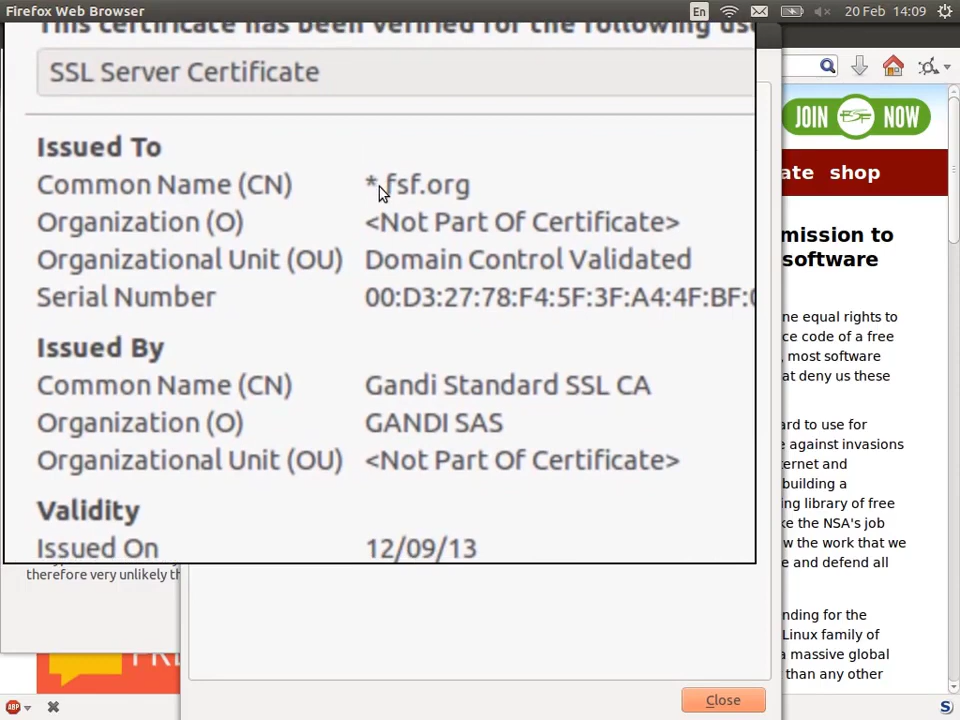 Firefox Web Browser
En
20 Feb 14:09
This certificate has been verified for the following
SSL Server Certificate
Issued To
Common Name (CN) *.fsf.org
Organization (O) <Not Part Of Certificate>
Organizational Unit (OU) Domain Control Validated
Serial Number 00:D3:27:78:F4:5F:3F:A4:4F:BF:
Issued By
Common Name (CN) Gandi Standard SSL CA
Organization (O) GANDI SAS
Organizational Unit (OU) <Not Part Of Certificate>
Validity
Issued On 12/09/13
therefore very unlikely th
Close
ABP
JOIN FSF NOW
ate shop
mission to
software
ne equal rights to
ce code of a free
, most software
at deny us these
ard to use for
e against invasions
ernet and
building a
ing library of free
ke the NSA's job
w the work that we
e and defend all
nding for the
Linux family of
a massive global
than any other
S